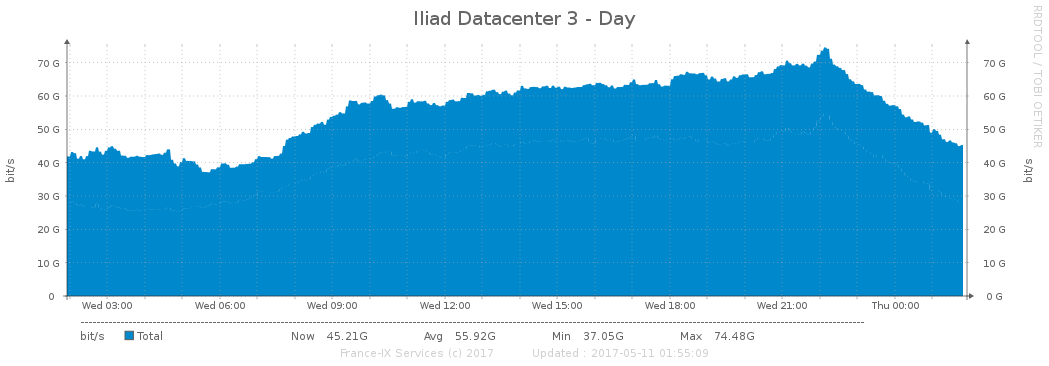 Iliad Datacenter 3 - Day
RRDTOOL / TOBI OETIKER
bit/s
bit/s
70 G 70 G
60 G 60 G
50 G 50 G
40 G 40 G
30 G 30 G
20 G 20 G
10 G 10 G
0 0 G
Wed 03:00 Wed 06:00 Wed 09:00 Wed 12:00 Wed 15:00 Wed 18:00 Wed 21:00 Thu 00:00
bit/s Total Now 45.21G Avg 55.92G Min 37.05G Max 74.48G
France-IX Services (c) 2017 Updated : 2017-05-11 01:55:09